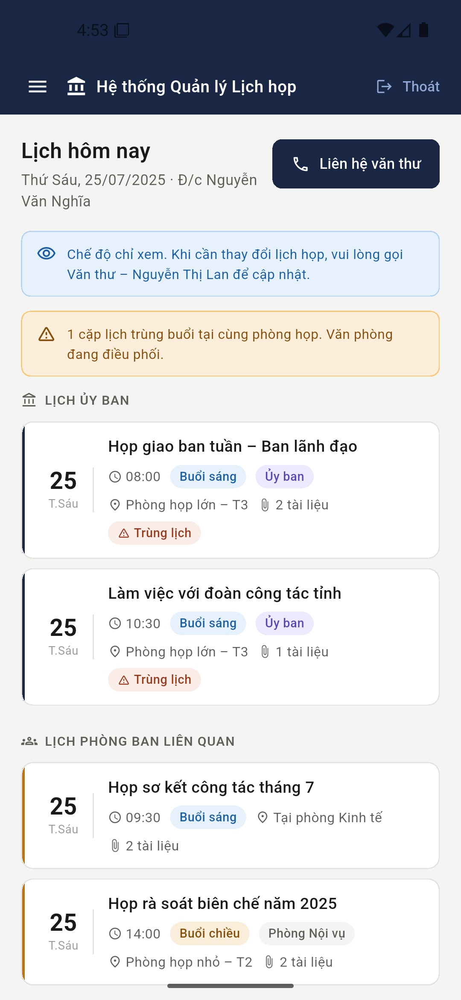 4:53
Hệ thống Quản lý Lịch họp
Thoát
Lịch hôm nay
Thứ Sáu, 25/07/2025 · Đ/c Nguyễn
Văn Nghĩa
Liên hệ văn thư
Chế độ chỉ xem. Khi cần thay đổi lịch họp, vui lòng gọi
Văn thư – Nguyễn Thị Lan để cập nhật.
1 cặp lịch trùng buổi tại cùng phòng họp. Văn phòng
đang điều phối.
LỊCH ỦY BAN
Họp giao ban tuần – Ban lãnh đạo
25
T.Sáu
08:00 Buổi sáng Ủy ban
Phòng họp lớn – T3 2 tài liệu
Trùng lịch
Làm việc với đoàn công tác tỉnh
25
T.Sáu
10:30 Buổi sáng Ủy ban
Phòng họp lớn – T3 1 tài liệu
Trùng lịch
LỊCH PHÒNG BAN LIÊN QUAN
Họp sơ kết công tác tháng 7
25
T.Sáu
09:30 Buổi sáng Tại phòng Kinh tế
2 tài liệu
Họp rà soát biên chế năm 2025
25
T.Sáu
14:00 Buổi chiều Phòng Nội vụ
Phòng họp nhỏ – T2 2 tài liệu